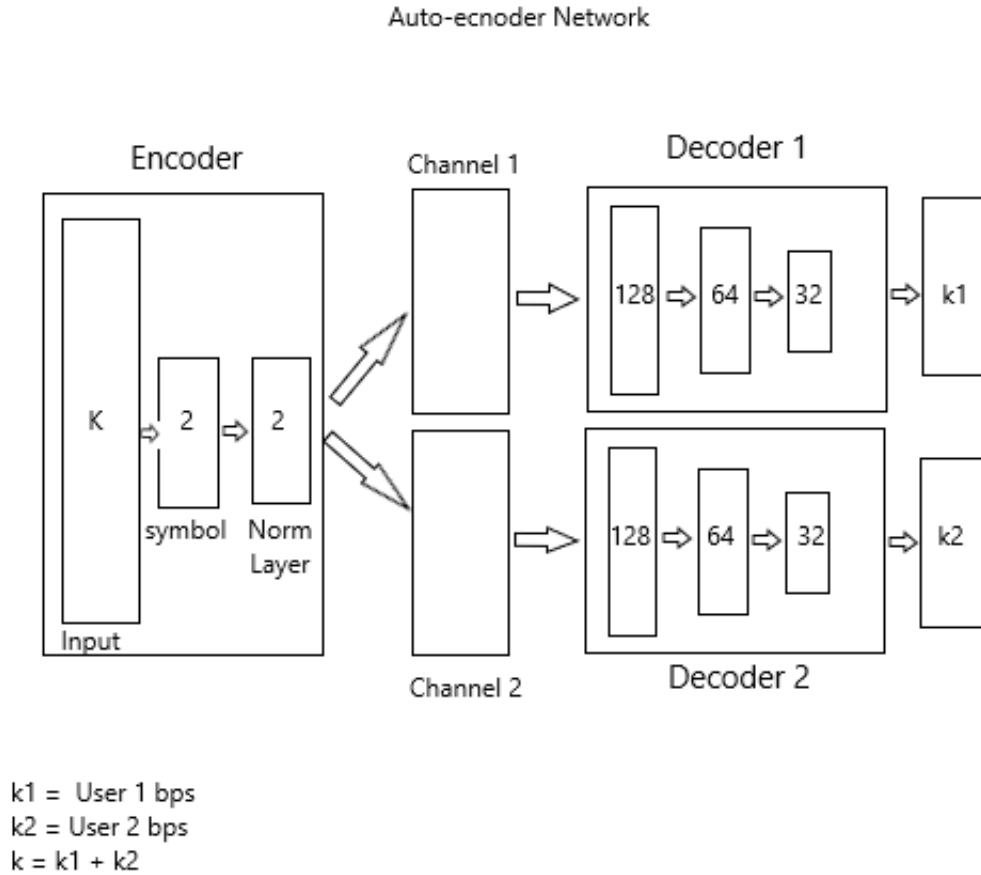 Auto-ecnoder Network
Encoder
Channel 1
Decoder 1
K
2
2
symbol
Norm
Layer
Input
128
64
32
k1
128
64
32
k2
Channel 2
Decoder 2
k1 =  User 1 bps
k2 = User 2 bps
k = k1 + k2